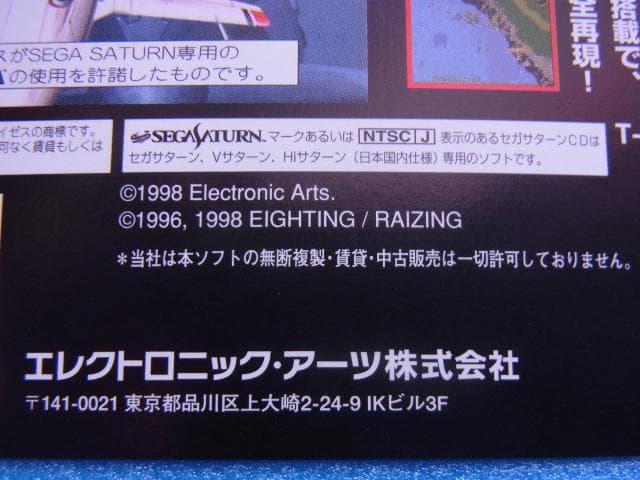 スがSEGA SATURN専用の
の使用を許諾したものです。
搭載で、
全再現!
イゼスの商標です。
可なく賃貸もしくは
SEGASATURN™ マークあるいは NTSC J 表示のあるセガサターンCDは
セガサターン、Vサターン、Hiサターン（日本国内仕様）専用のソフトです。
T-
©1998 Electronic Arts.
©1996, 1998 EIGHTING / RAIZING
＊当社は本ソフトの無断複製・賃貸・中古販売は一切許可しておりません。
エレクトロニック・アーツ株式会社
〒141-0021 東京都品川区上大崎2-24-9 IKビル3F